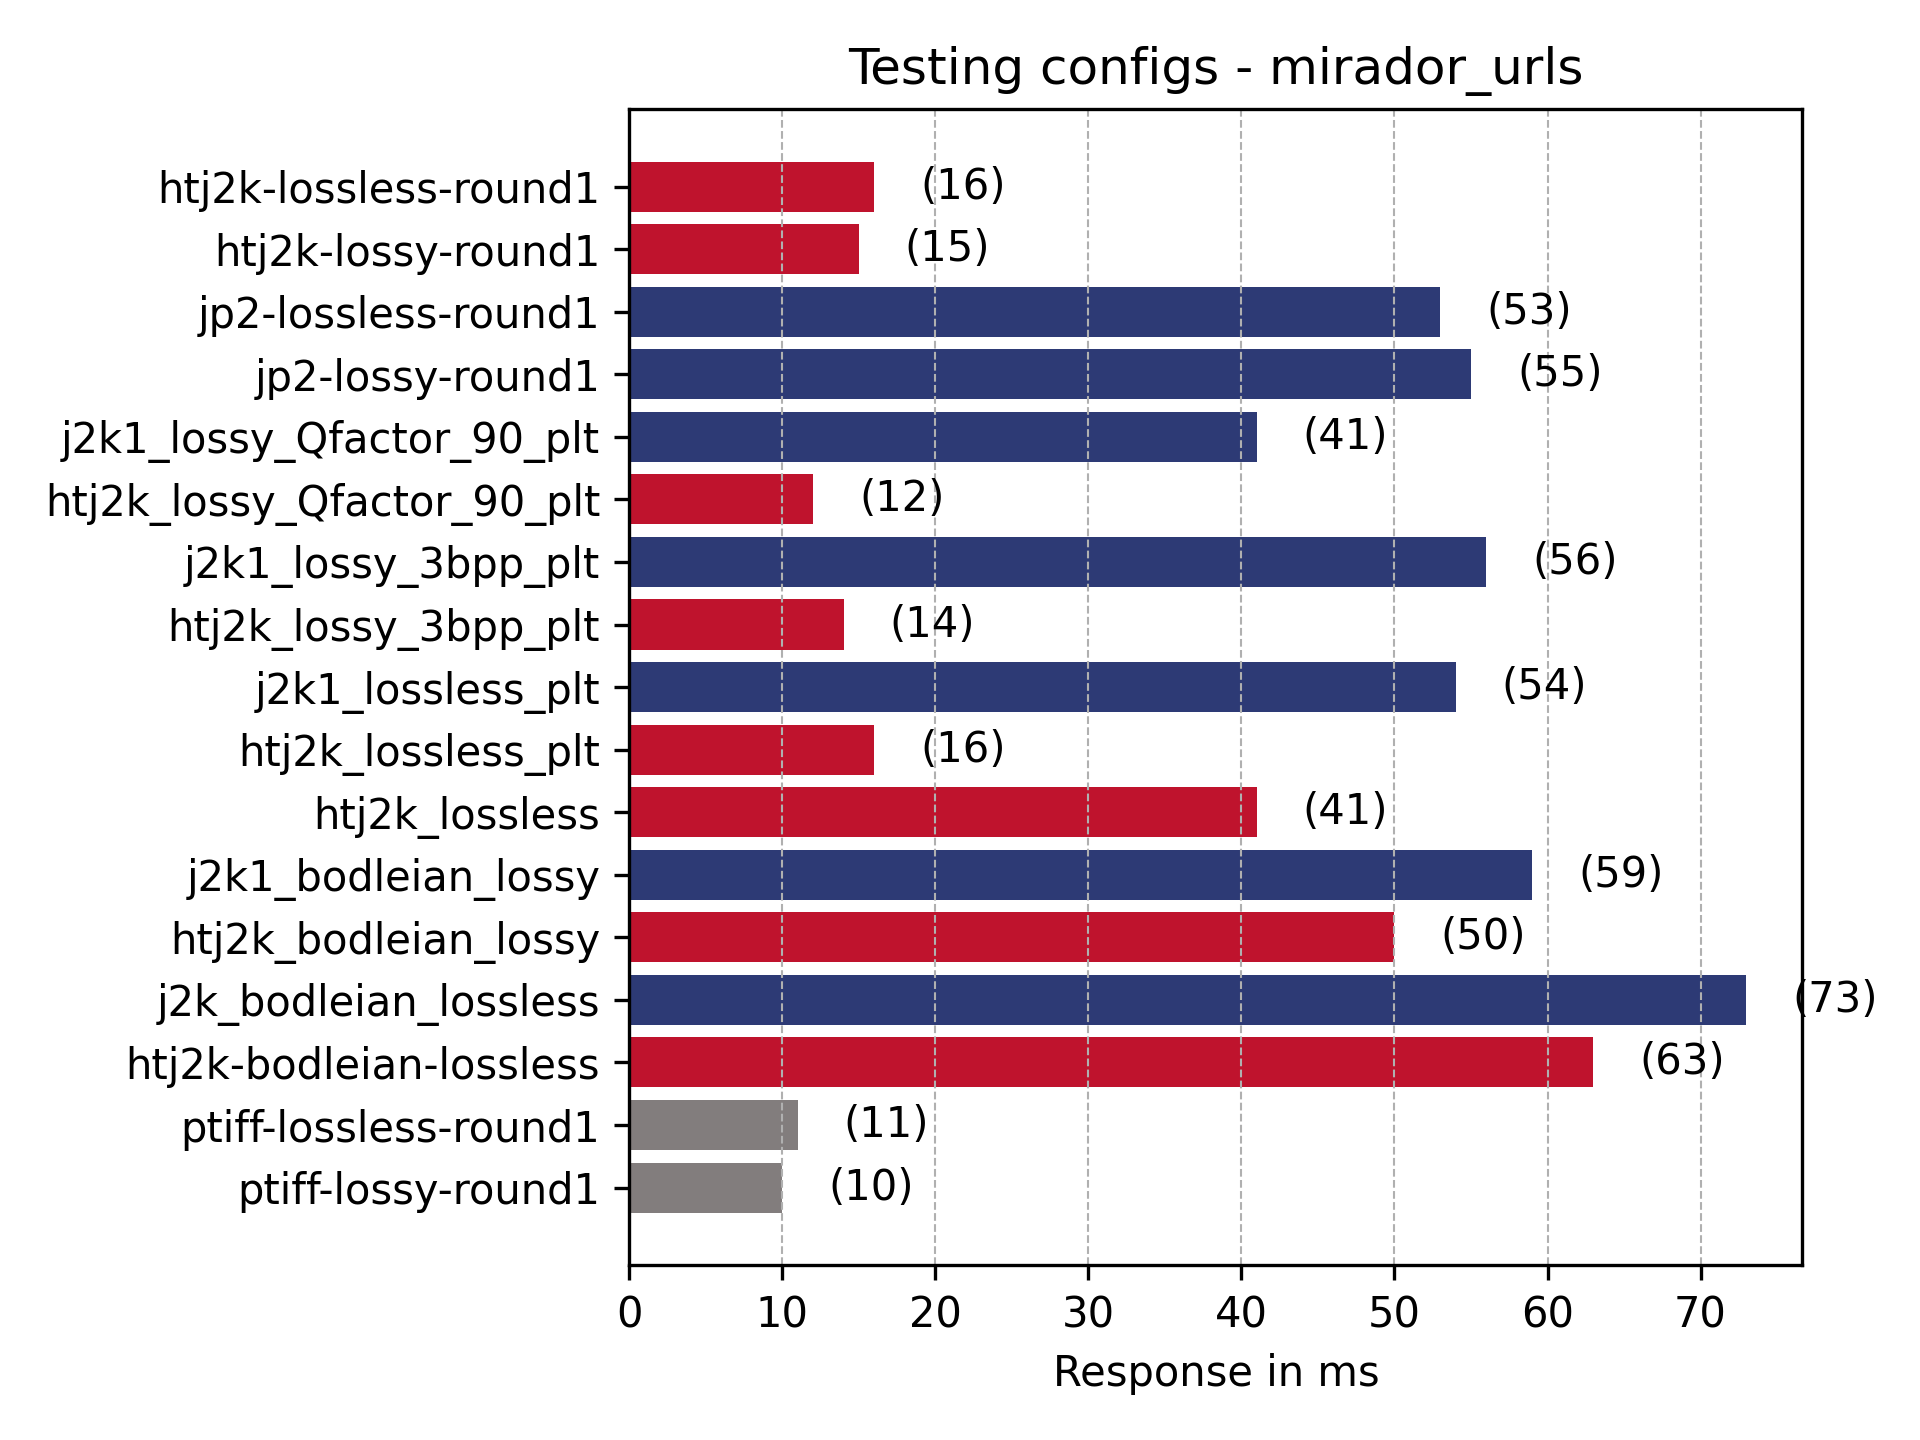 Testing configs - mirador_urls
htj2k-lossless-round1 (16)
htj2k-lossy-round1 (15)
jp2-lossless-round1 (53)
jp2-lossy-round1 (55)
j2k1_lossy_Qfactor_90_plt (41)
htj2k_lossy_Qfactor_90_plt (12)
j2k1_lossy_3bpp_plt (56)
htj2k_lossy_3bpp_plt (14)
j2k1_lossless_plt (54)
htj2k_lossless_plt (16)
htj2k_lossless (41)
j2k1_bodleian_lossy (59)
htj2k_bodleian_lossy (50)
j2k_bodleian_lossless (73)
htj2k-bodleian-lossless (63)
ptiff-lossless-round1 (11)
ptiff-lossy-round1 (10)
0 10 20 30 40 50 60 70
Response in ms